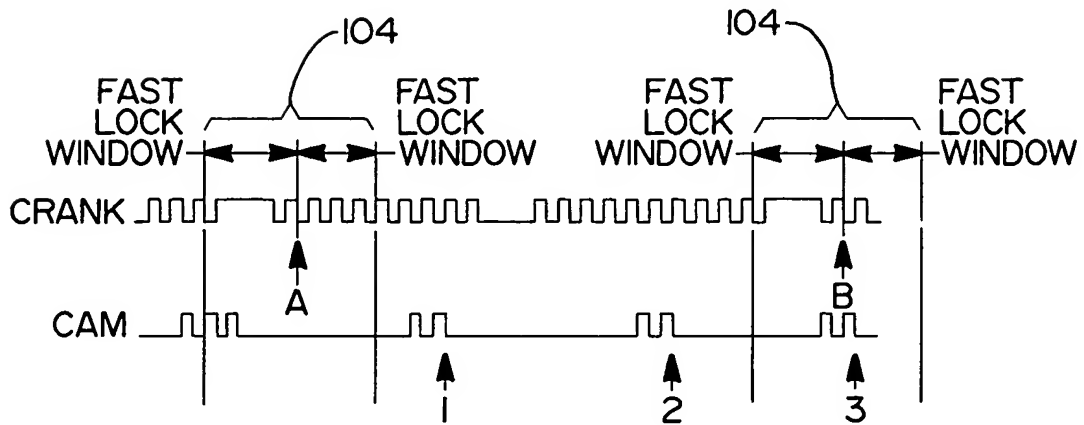 104
104
FAST
LOCK
WINDOW
FAST
LOCK
WINDOW
FAST
LOCK
WINDOW
FAST
LOCK
WINDOW
CRANK
A
B
CAM
1
2
3